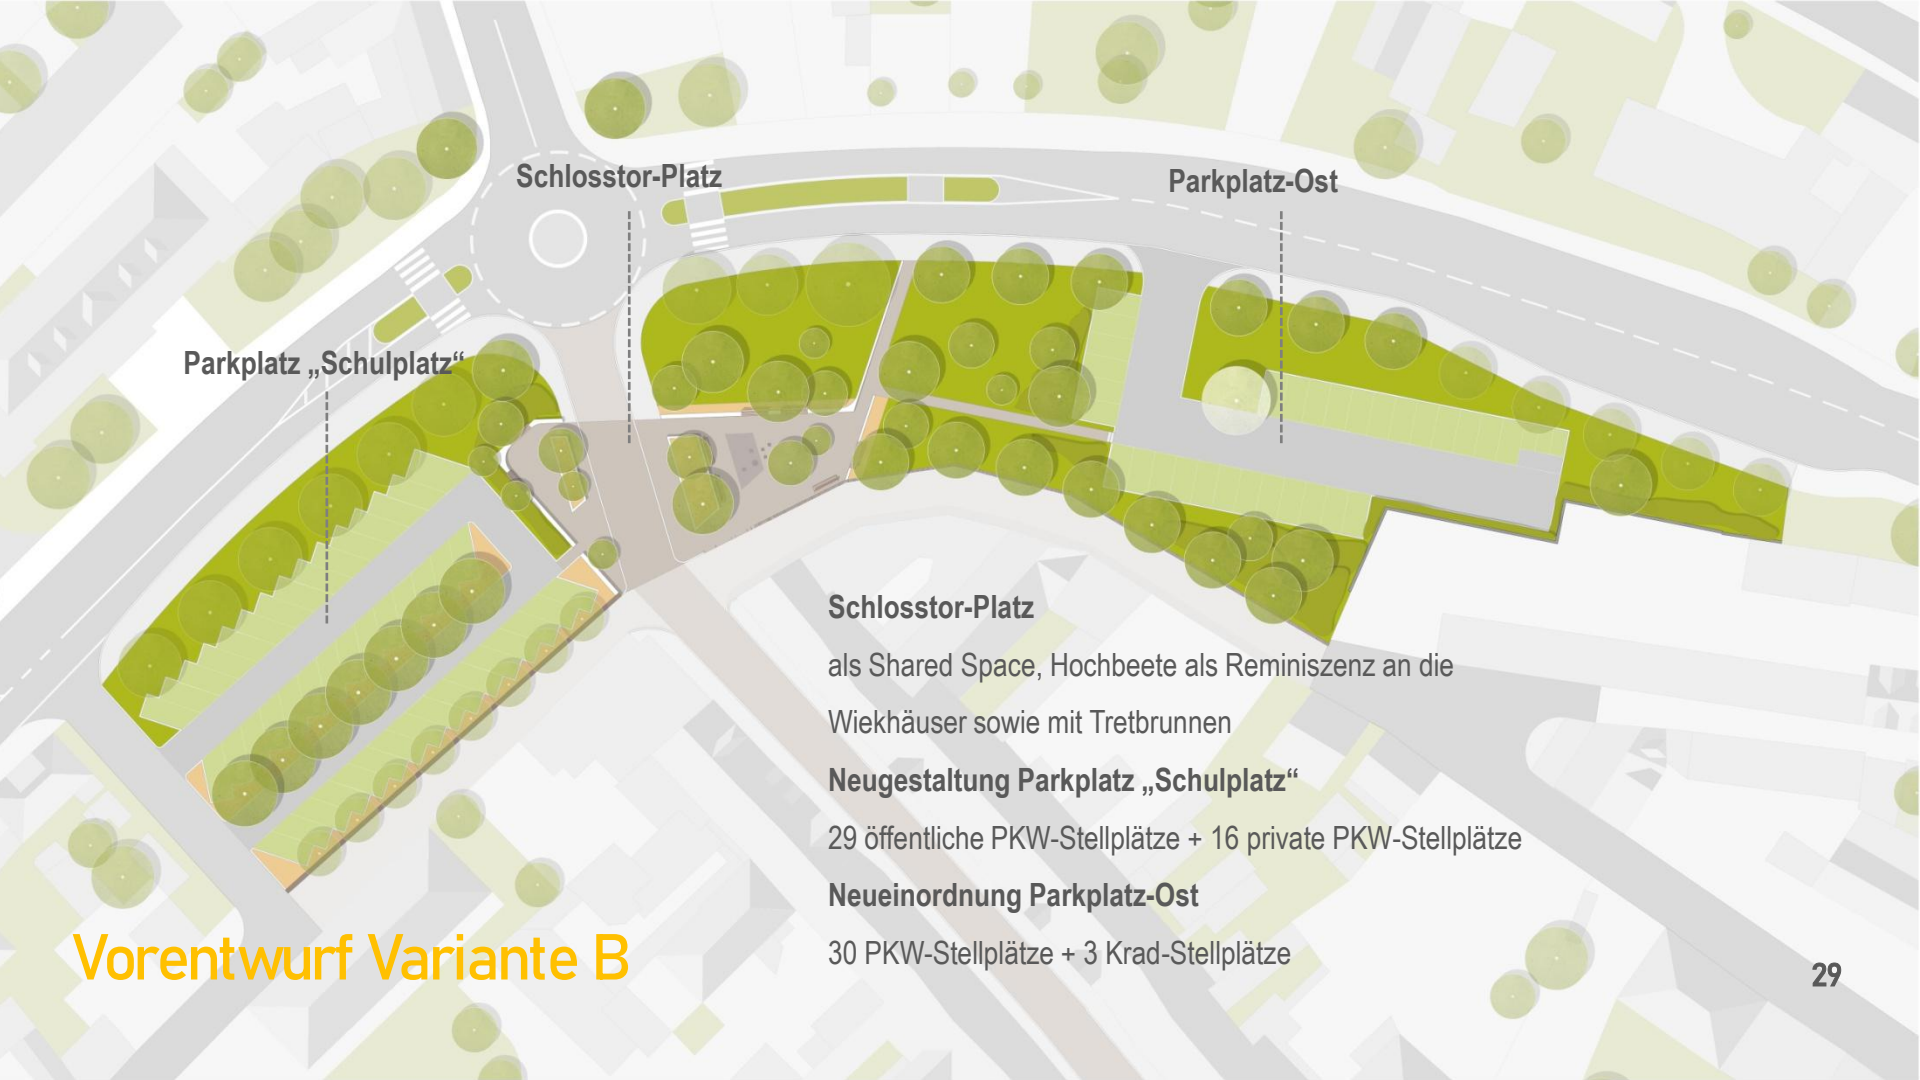 Schlosstor-Platz
Parkplatz-Ost
Parkplatz „Schulplatz“
Schlosstor-Platz
als Shared Space, Hochbeete als Reminiszenz an die
Wiekhäuser sowie mit Tretbrunnen
Neugestaltung Parkplatz „Schulplatz“
29 öffentliche PKW-Stellplätze + 16 private PKW-Stellplätze
Neueinordnung Parkplatz-Ost
30 PKW-Stellplätze + 3 Krad-Stellplätze
Vorentwurf Variante B
29